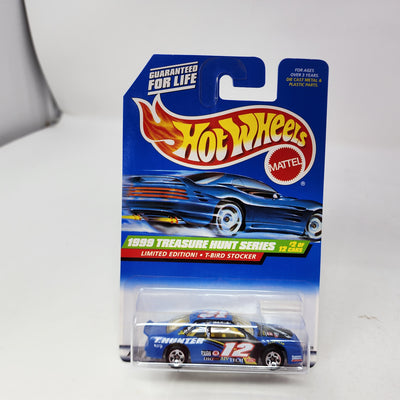 GUARANTEED
FOR LIFE
FOR AGES
OVER 3 YEARS
DIE CAST METAL &
PLASTIC PARTS
HOT WHEELS
MATTEL
1999 TREASURE HUNT SERIES
#2 OF
12 CARS
LIMITED EDITION! • T-BIRD STOCKER
T.HUNTER
12